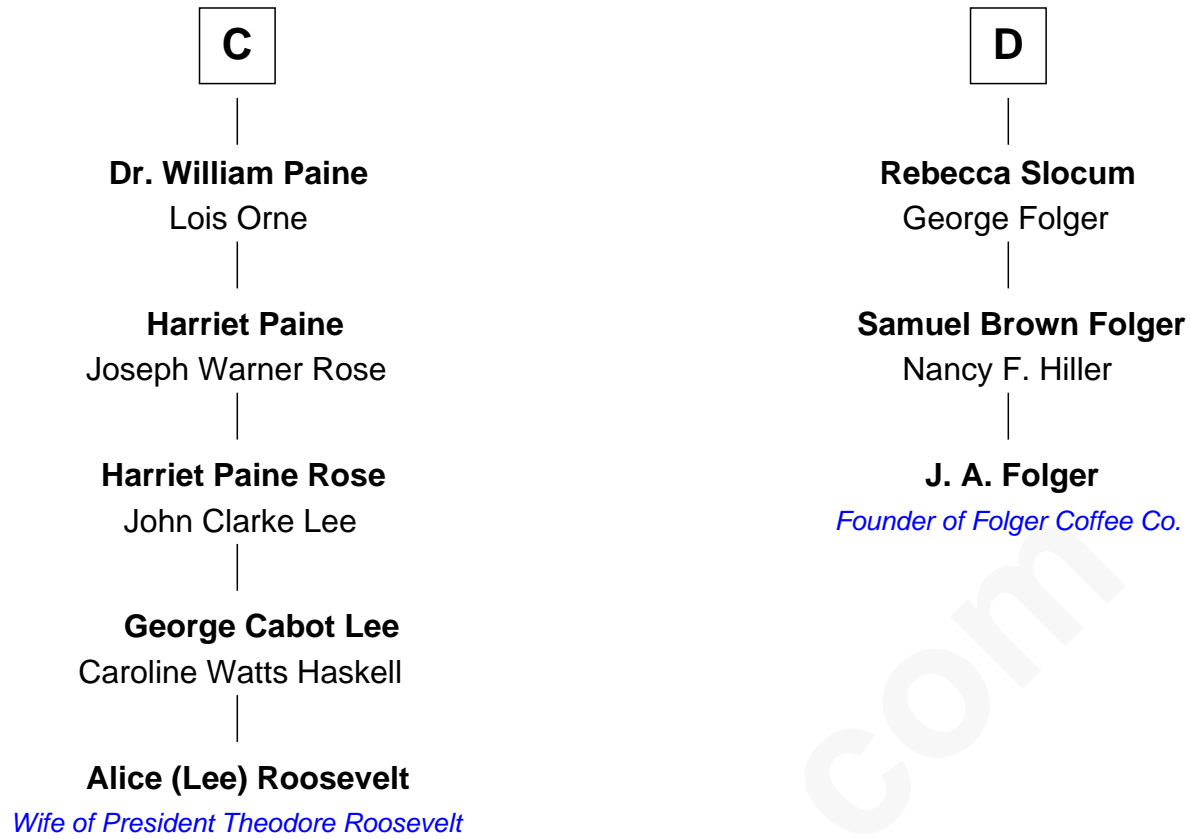 C
Dr. William Paine
Lois Orne
Harriet Paine
Joseph Warner Rose
Harriet Paine Rose
John Clarke Lee
George Cabot Lee
Caroline Watts Haskell
Alice (Lee) Roosevelt
Wife of President Theodore Roosevelt
D
Rebecca Slocum
George Folger
Samuel Brown Folger
Nancy F. Hiller
J. A. Folger
Founder of Folger Coffee Co.
com